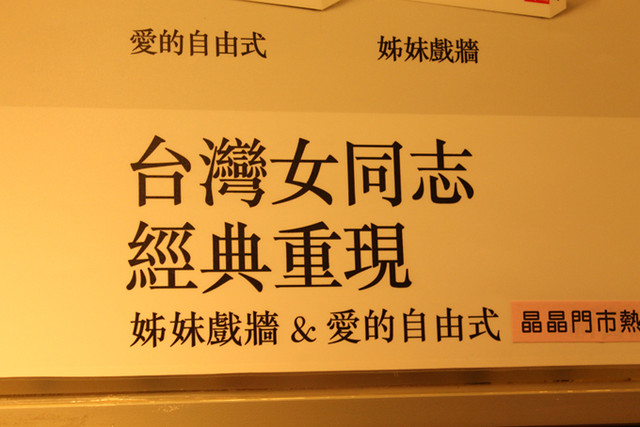 愛的自由式
姊妹戲牆
台灣女同志
經典重現
姊妹戲牆 & 愛的自由式
晶晶門市熱